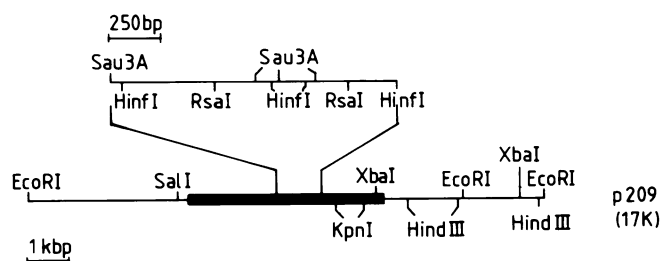 250bp
Sau3A
Sau3A
HinfI RsaI HinfI RsaI HinfI
XbaI
EcoRI SalI XbaI EcoRI EcoRI
p209
KpnI HindIII HindIII
(17K)
1kbp